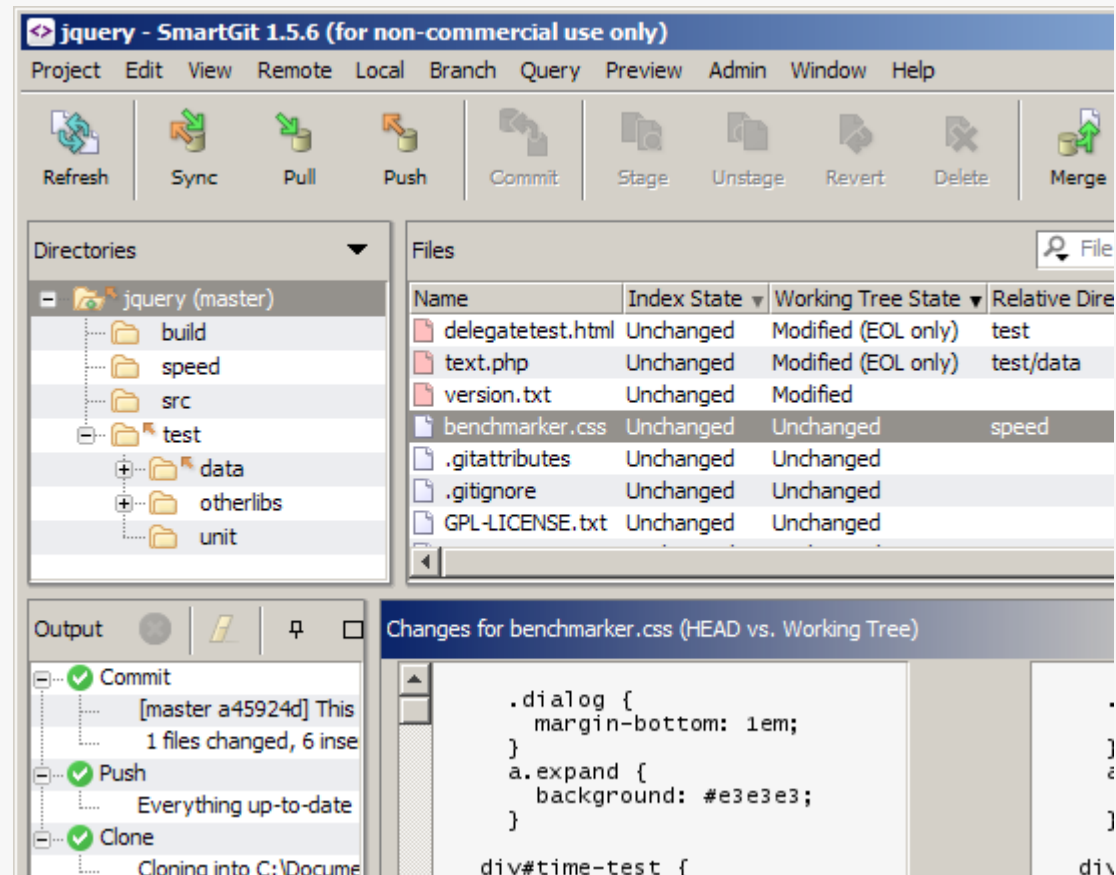 jquery - SmartGit 1.5.6 (for non-commercial use only)
Project Edit View Remote Local Branch Query Preview Admin Window Help
Refresh Sync Pull Push Commit Stage Unstage Revert Delete Merge
Directories
jquery (master)
build
speed
src
test
data
otherlibs
unit
Files
File
Name Index State Working Tree State Relative Dire
delegatetest.html Unchanged Modified (EOL only) test
text.php Unchanged Modified (EOL only) test/data
version.txt Unchanged Modified
benchmarker.css Unchanged Unchanged speed
.gitattributes Unchanged Unchanged
.gitignore Unchanged Unchanged
GPL-LICENSE.txt Unchanged Unchanged
Output
Commit
[master a45924d] This
1 files changed, 6 inse
Push
Everything up-to-date
Clone
Cloning into C:\Docume
Changes for benchmarker.css (HEAD vs. Working Tree)
.dialog {
margin-bottom: 1em;
}
a.expand {
background: #e3e3e3;
}
div#time-test {
.
}
a
}
div